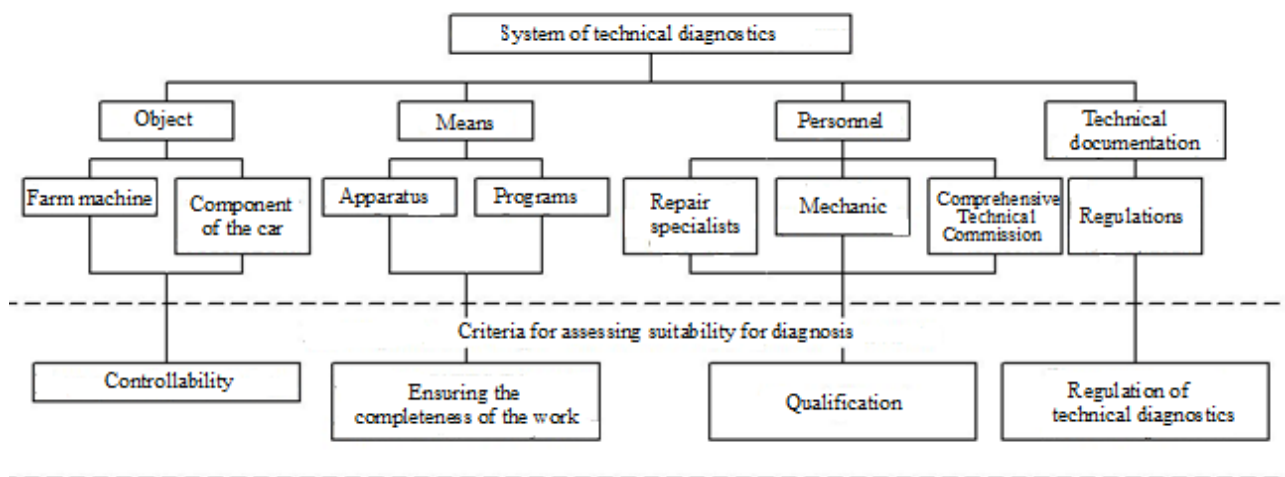 System of technical diagnostics
Object
Means
Personnel
Technical
documentation
Farm machine
Component
of the car
Apparatus
Programs
Repair
specialists
Mechanic
Comprehensive
Technical
Commission
Regulations
Criteria for assessing suitability for diagnosis
Controllability
Ensuring the
completeness of the work
Qualification
Regulation of
technical diagnostics